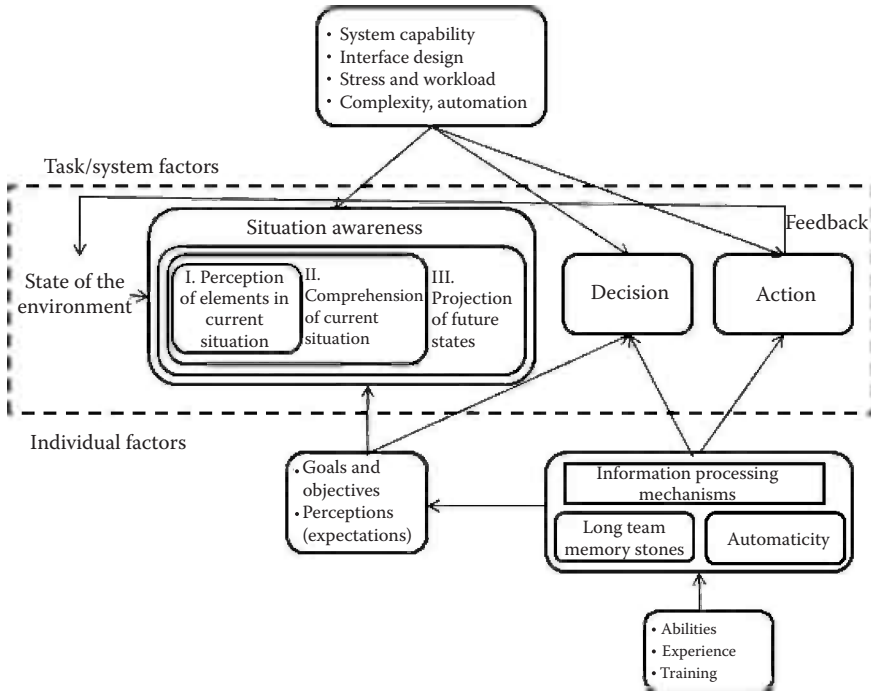 • System capability
• Interface design
• Stress and workload
• Complexity, automation
Task/system factors
Feedback
Situation awareness
State of the
environment
I. Perception
of elements in
current
situation
II.
Comprehension
of current
situation
III.
Projection
of future
states
Decision
Action
Individual factors
• Goals and
objectives
• Perceptions
(expectations)
Information processing
mechanisms
Long team
memory stones
Automaticity
• Abilities
• Experience
• Training